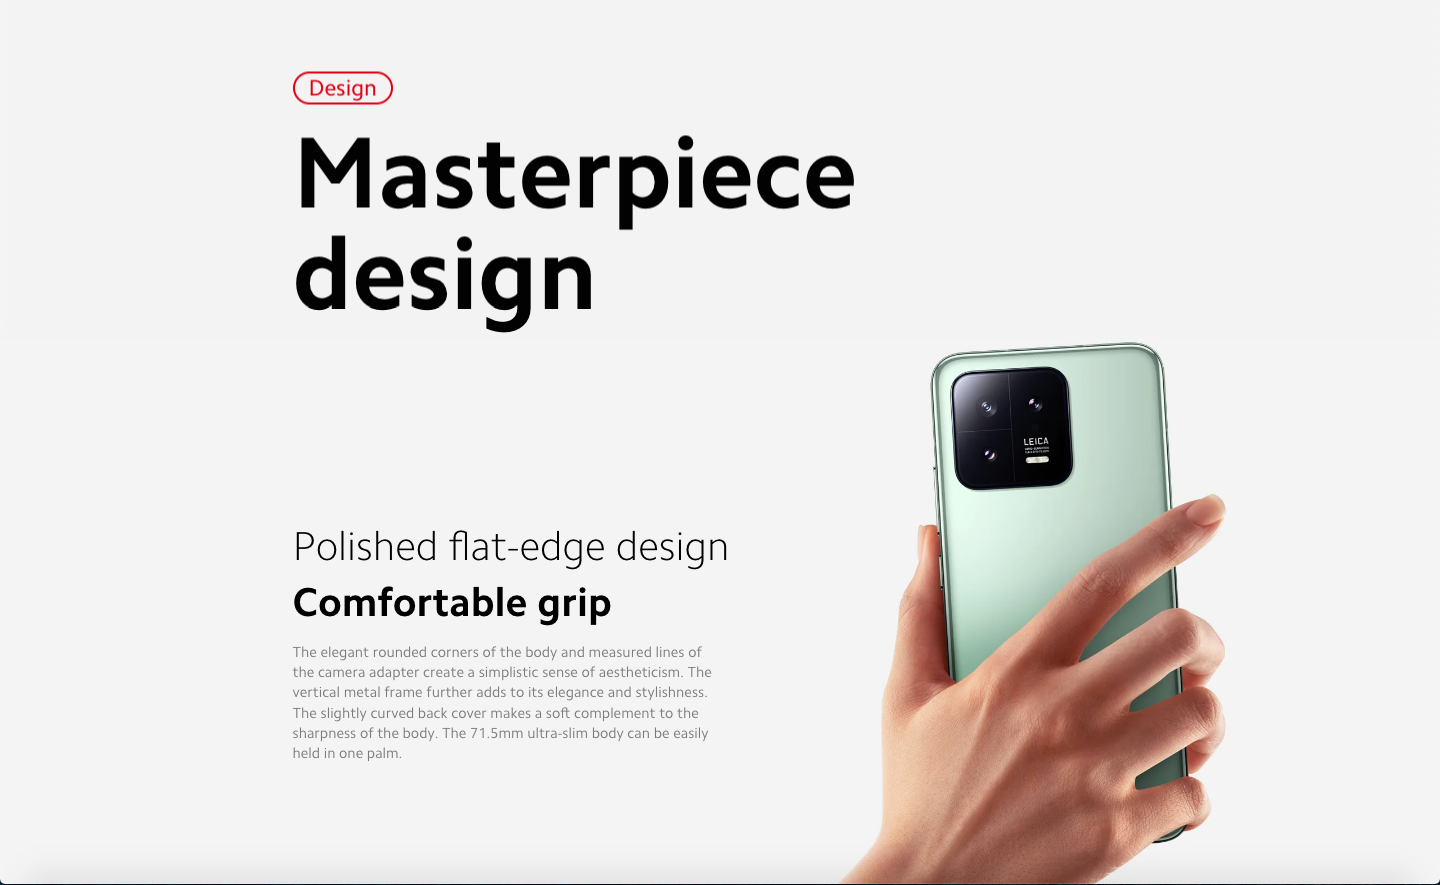 Design
Masterpiece
design
LEICA
Polished flat-edge design
Comfortable grip
The elegant rounded corners of the body and measured lines of
the camera adapter create a simplistic sense of aestheticism. The
vertical metal frame further adds to its elegance and stylishness.
The slightly curved back cover makes a soft complement to the
sharpness of the body. The 71.5mm ultra-slim body can be easily
held in one palm.